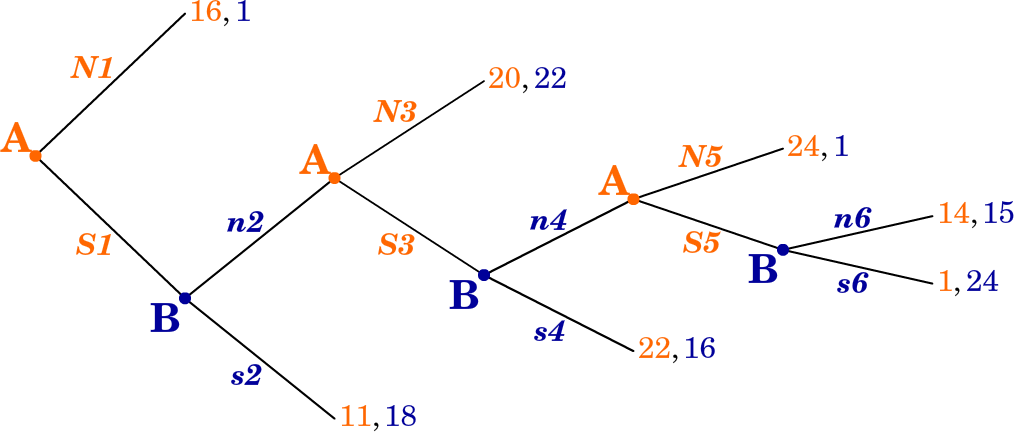 16, 1
N1
A
20, 22
N3
A
24, 1
N5
A
n2
n4
n6
14, 15
S1
S3
S5
B
s6
1, 24
B
B
s4
22, 16
s2
11, 18